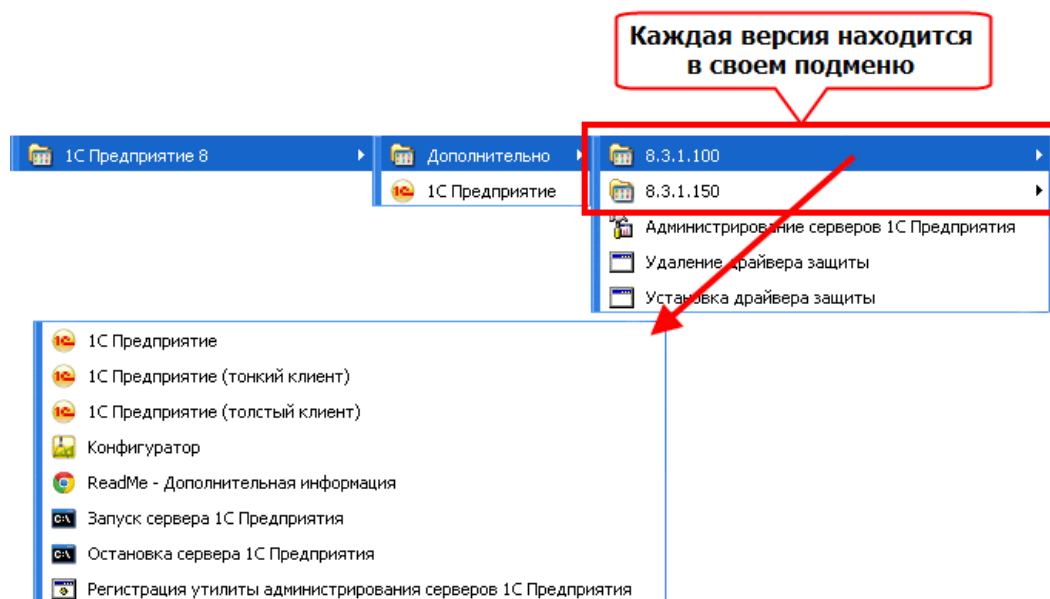 Каждая версия находится
в своем подменю
1С Предприятие 8
Дополнительно
1С Предприятие
8.3.1.100
8.3.1.150
Администрирование серверов 1С Предприятия
Удаление драйвера защиты
Установка драйвера защиты
1С Предприятие
1С Предприятие (тонкий клиент)
1С Предприятие (толстый клиент)
Конфигуратор
ReadMe - Дополнительная информация
Запуск сервера 1С Предприятия
Остановка сервера 1С Предприятия
Регистрация утилиты администрирования серверов 1С Предприятия